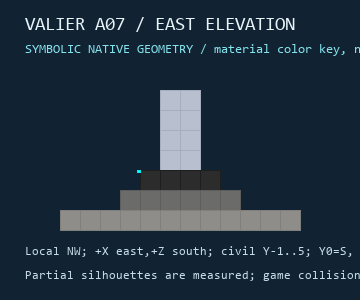 VALIER A07 / EAST ELEVATION
SYMBOLIC NATIVE GEOMETRY / material color key, n
Local NW; +X east,+Z south; civil Y-1..5; Y0=S,
Partial silhouettes are measured; game collision